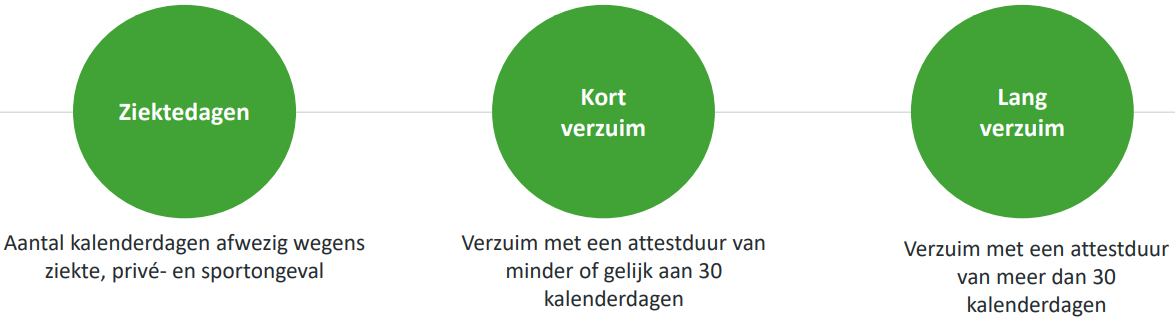 Ziektedagen
Aantal kalenderdagen afwezig wegens
ziekte, privé- en sportongeval
Kort
verzuim
Verzuim met een attestduur van
minder of gelijk aan 30
kalenderdagen
Lang
verzuim
Verzuim met een attestduur
van meer dan 30
kalenderdagen